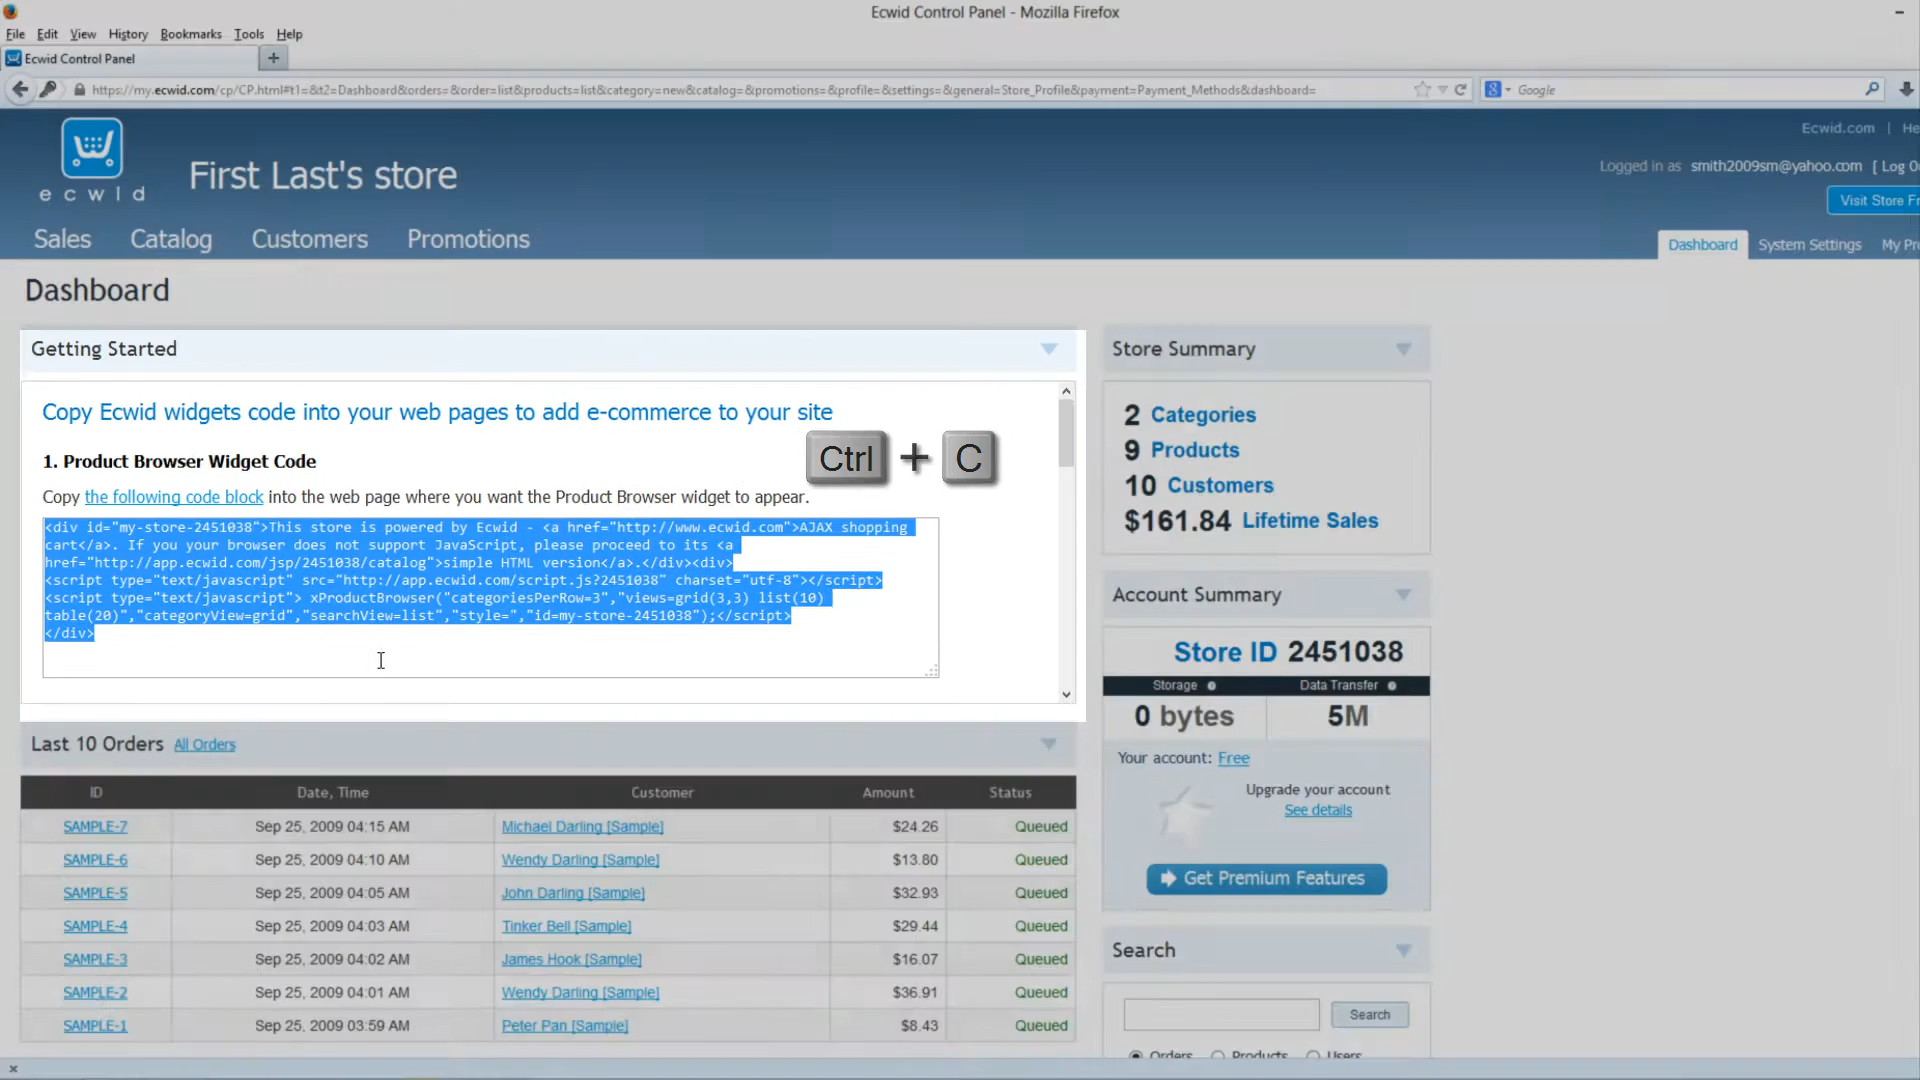 Ecwid Control Panel - Mozilla Firefox
File Edit View History Bookmarks Tools Help
Ecwid Control Panel
https://my.ecwid.com/cp/CP.html#t1=&t2=Dashboard&orders=&order=list&products=list&category=new&catalog=&promotions=&profile=&settings=&general=Store_Profile&payment=Payment_Methods&dashboard=
Google
Ecwid.com | He
ecwid
First Last's store
Logged in as smith2009sm@yahoo.com [ Log O
Visit Store Fr
Sales Catalog Customers Promotions
Dashboard System Settings My Pr
Dashboard
Getting Started
Copy Ecwid widgets code into your web pages to add e-commerce to your site
Ctrl + C
1. Product Browser Widget Code
Copy the following code block into the web page where you want the Product Browser widget to appear.
<div id="my-store-2451038">This store is powered by Ecwid - <a href="http://www.ecwid.com">AJAX shopping
cart</a>. If you your browser does not support JavaScript, please proceed to its <a
href="http://app.ecwid.com/jsp/2451038/catalog">simple HTML version</a>.</div><div>
<script type="text/javascript" src="http://app.ecwid.com/script.js?2451038" charset="utf-8"></script>
<script type="text/javascript"> xProductBrowser("categoriesPerRow=3","views=grid(3,3) list(10)
table(20)","categoryView=grid","searchView=list","style=","id=my-store-2451038");</script>
</div>
Store Summary
2 Categories
9 Products
10 Customers
$161.84 Lifetime Sales
Account Summary
Store ID 2451038
Storage Data Transfer
0 bytes 5M
Your account: Free
Upgrade your account
See details
Get Premium Features
Last 10 Orders All Orders
ID Date, Time Customer Amount Status
SAMPLE-7 Sep 25, 2009 04:15 AM Michael Darling [Sample] $24.26 Queued
SAMPLE-6 Sep 25, 2009 04:10 AM Wendy Darling [Sample] $13.80 Queued
SAMPLE-5 Sep 25, 2009 04:05 AM John Darling [Sample] $32.93 Queued
SAMPLE-4 Sep 25, 2009 04:03 AM Tinker Bell [Sample] $29.44 Queued
SAMPLE-3 Sep 25, 2009 04:02 AM James Hook [Sample] $16.07 Queued
SAMPLE-2 Sep 25, 2009 04:01 AM Wendy Darling [Sample] $36.91 Queued
SAMPLE-1 Sep 25, 2009 03:59 AM Peter Pan [Sample] $8.43 Queued
Search
Search
Orders Products Users